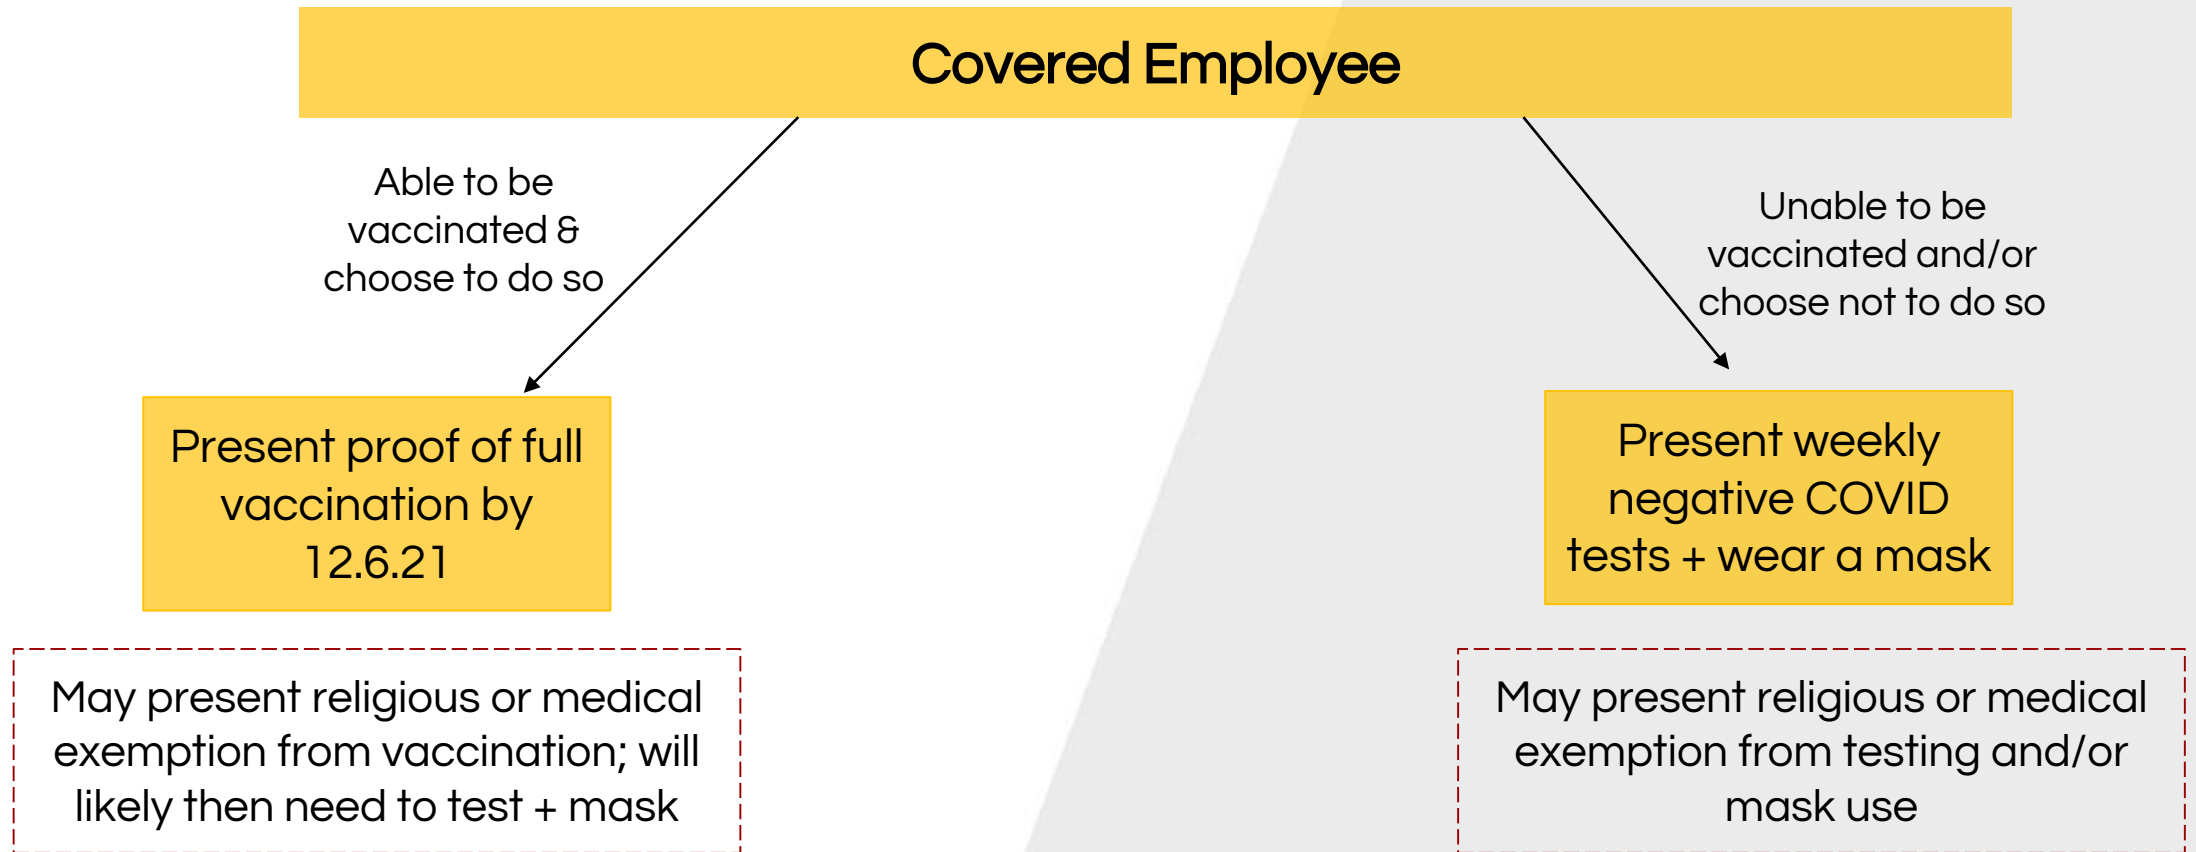 Covered Employee
Able to be
vaccinated &
choose to do so
Unable to be
vaccinated and/or
choose not to do so
Present proof of full
vaccination by
12.6.21
Present weekly
negative COVID
tests + wear a mask
May present religious or medical
exemption from vaccination; will
likely then need to test + mask
May present religious or medical
exemption from testing and/or
mask use